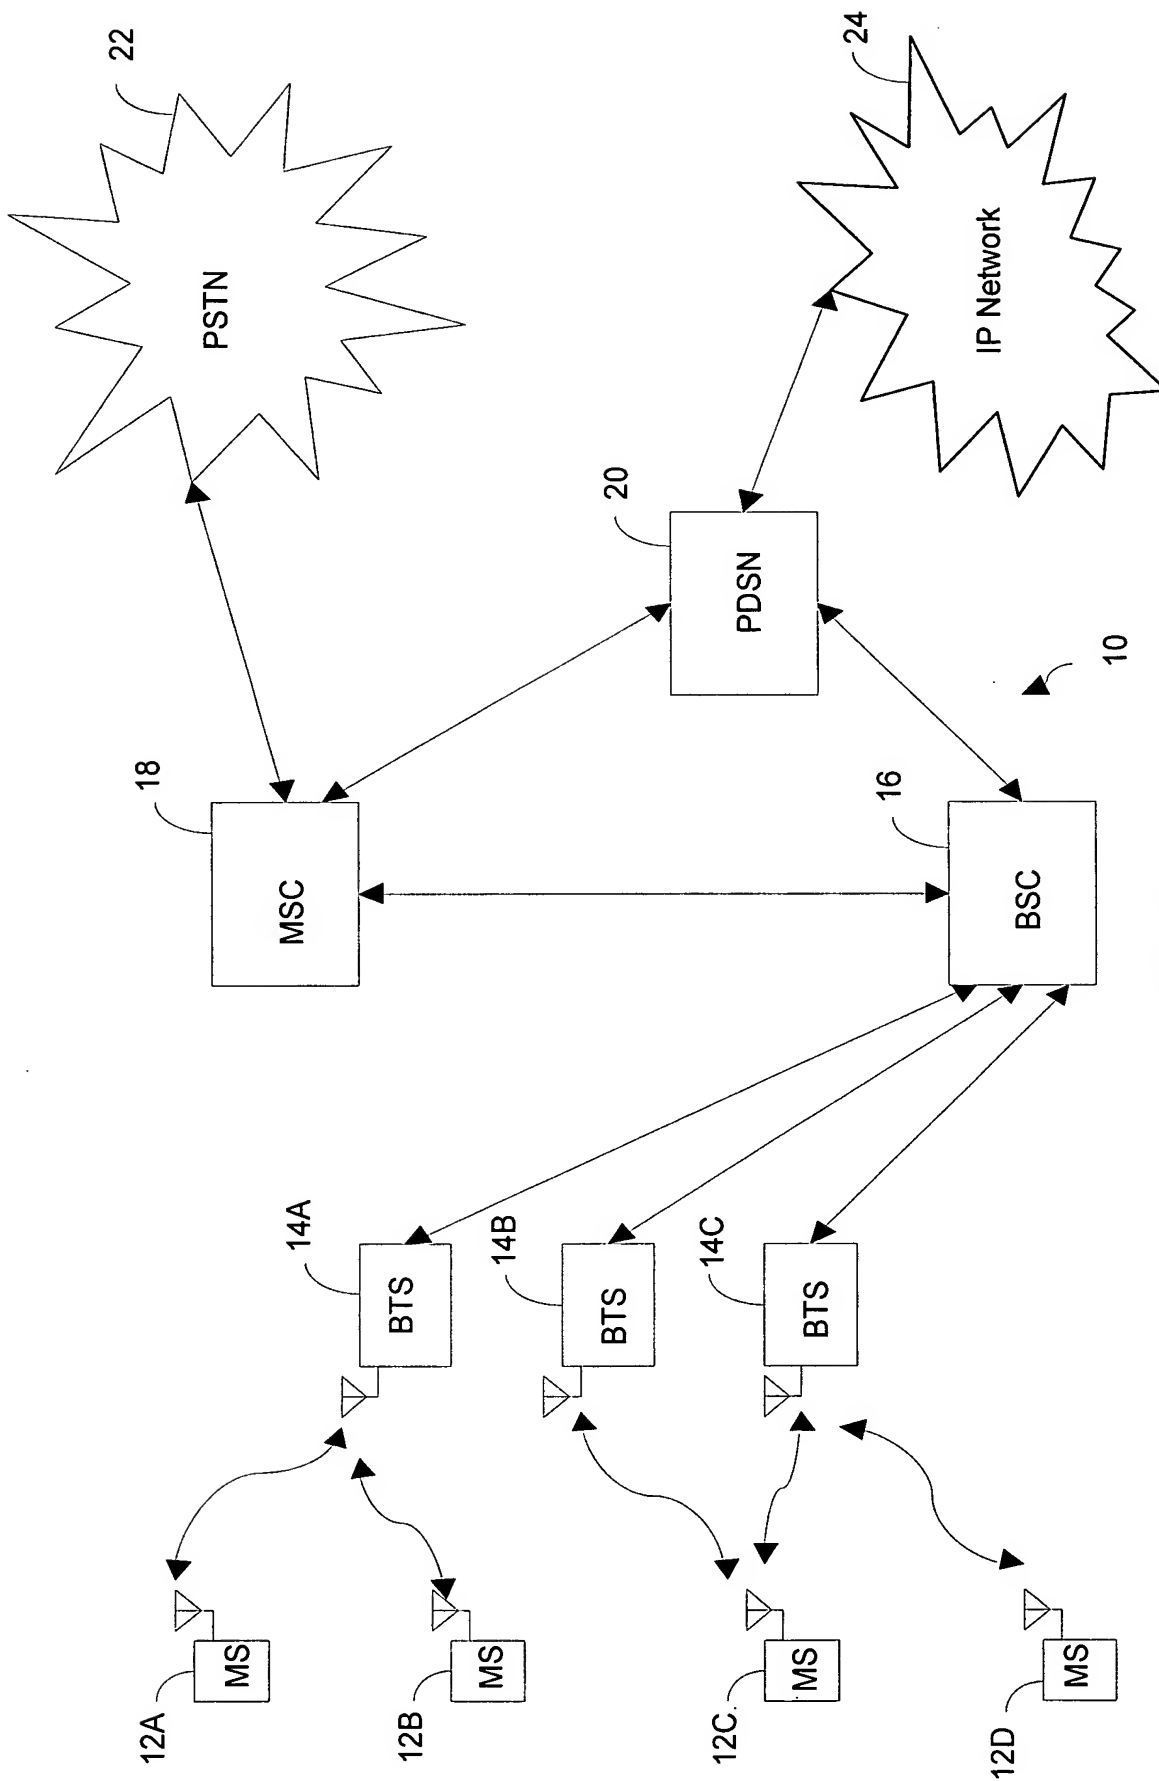 12A
MS
12B
MS
12C.
MS
12D
MS
14A
BTS
14B
BTS
14C
BTS
18
MSC
16
BSC
10
20
PDSN
22
PSTN
24
IP Network